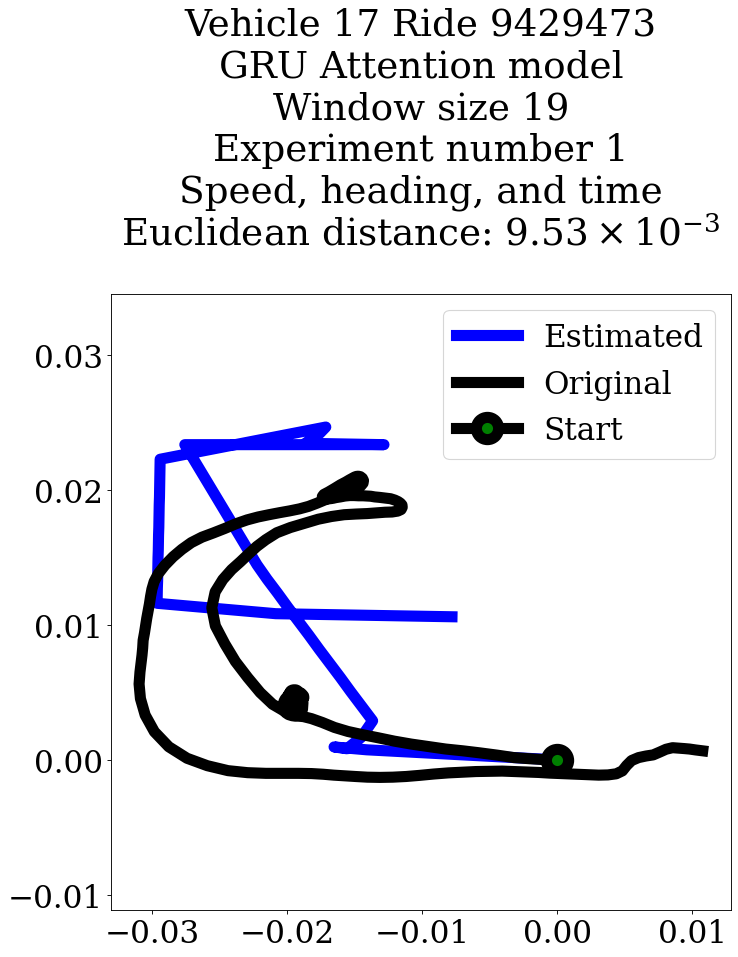 Vehicle 17 Ride 9429473
GRU Attention model
Window size 19
Experiment number 1
Speed, heading, and time
Euclidean distance: 9.53 × 10⁻³
Estimated
Original
Start
0.03
0.02
0.01
0.00
−0.01
−0.03 −0.02 −0.01 0.00 0.01